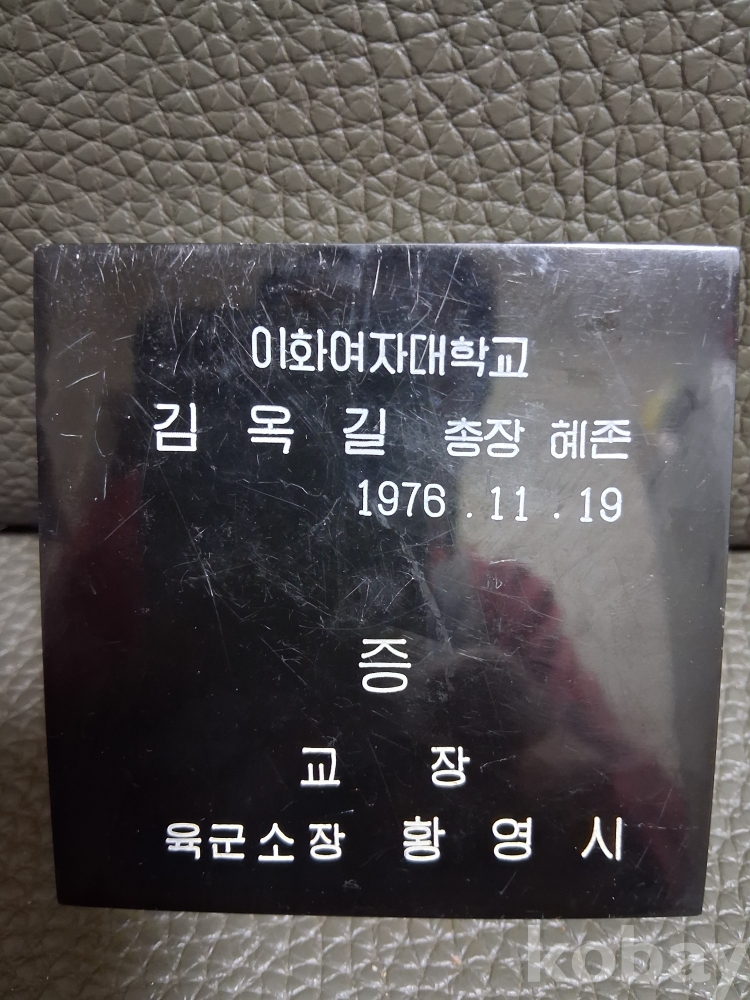 이화여자대학교
김 옥 길 총장 혜존
1976 . 11 . 19
증
교 장
육군소장 황 영 시
kobay